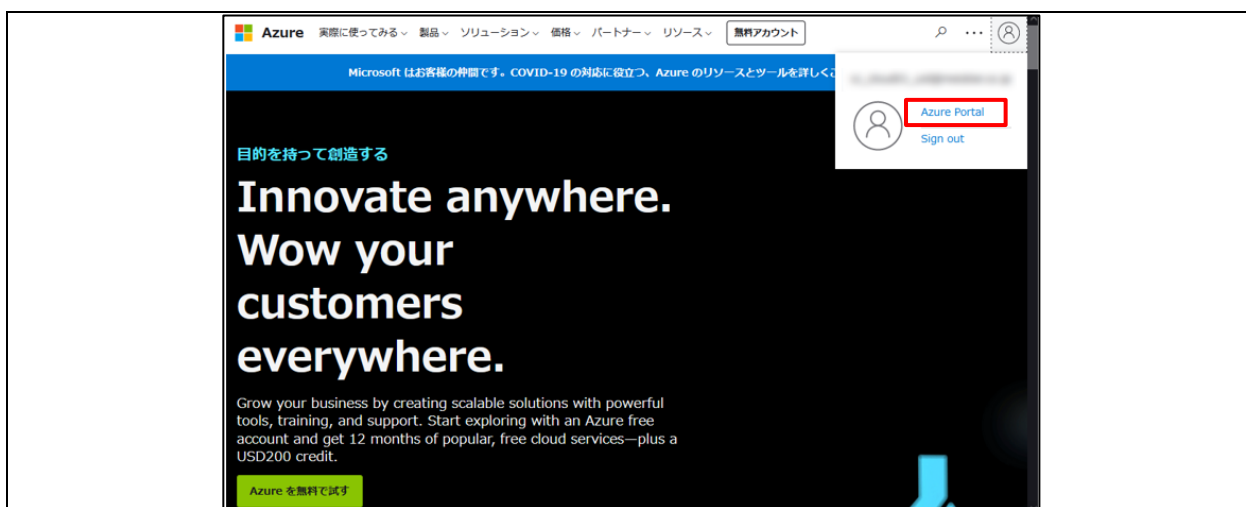 Azure 実際に使ってみる 製品 ソリューション 価格 パートナー リソース 無料アカウント
Microsoft はお客様の仲間です。COVID-19 の対応に役立つ、Azure のリソースとツールを詳しくご
Azure Portal
Sign out
目的を持って創造する
Innovate anywhere.
Wow your
customers
everywhere.
Grow your business by creating scalable solutions with powerful
tools, training, and support. Start exploring with an Azure free
account and get 12 months of popular, free cloud services—plus a
USD200 credit.
Azure を無料で試す